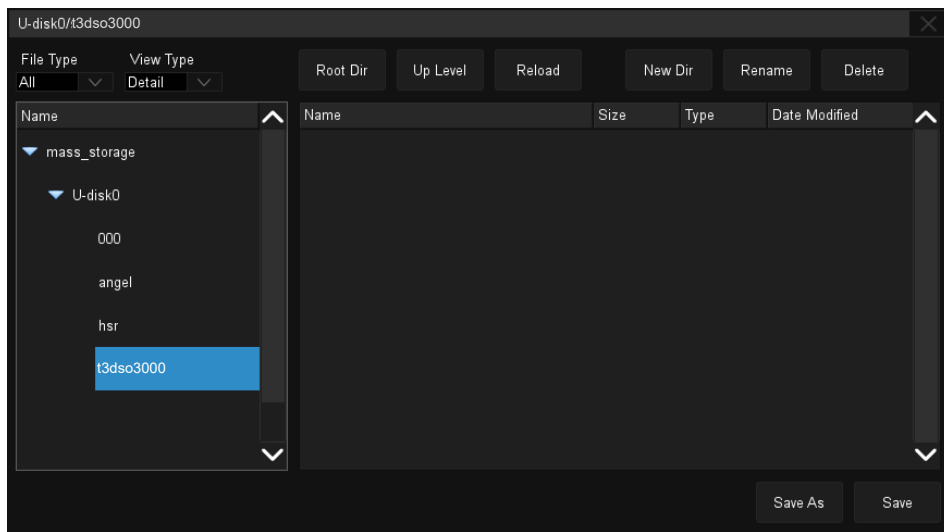 U-disk0/t3dso3000
File Type View Type
All Detail
Root Dir Up Level Reload New Dir Rename Delete
Name
Name Size Type Date Modified
mass_storage
U-disk0
000
angel
hsr
t3dso3000
Save As Save